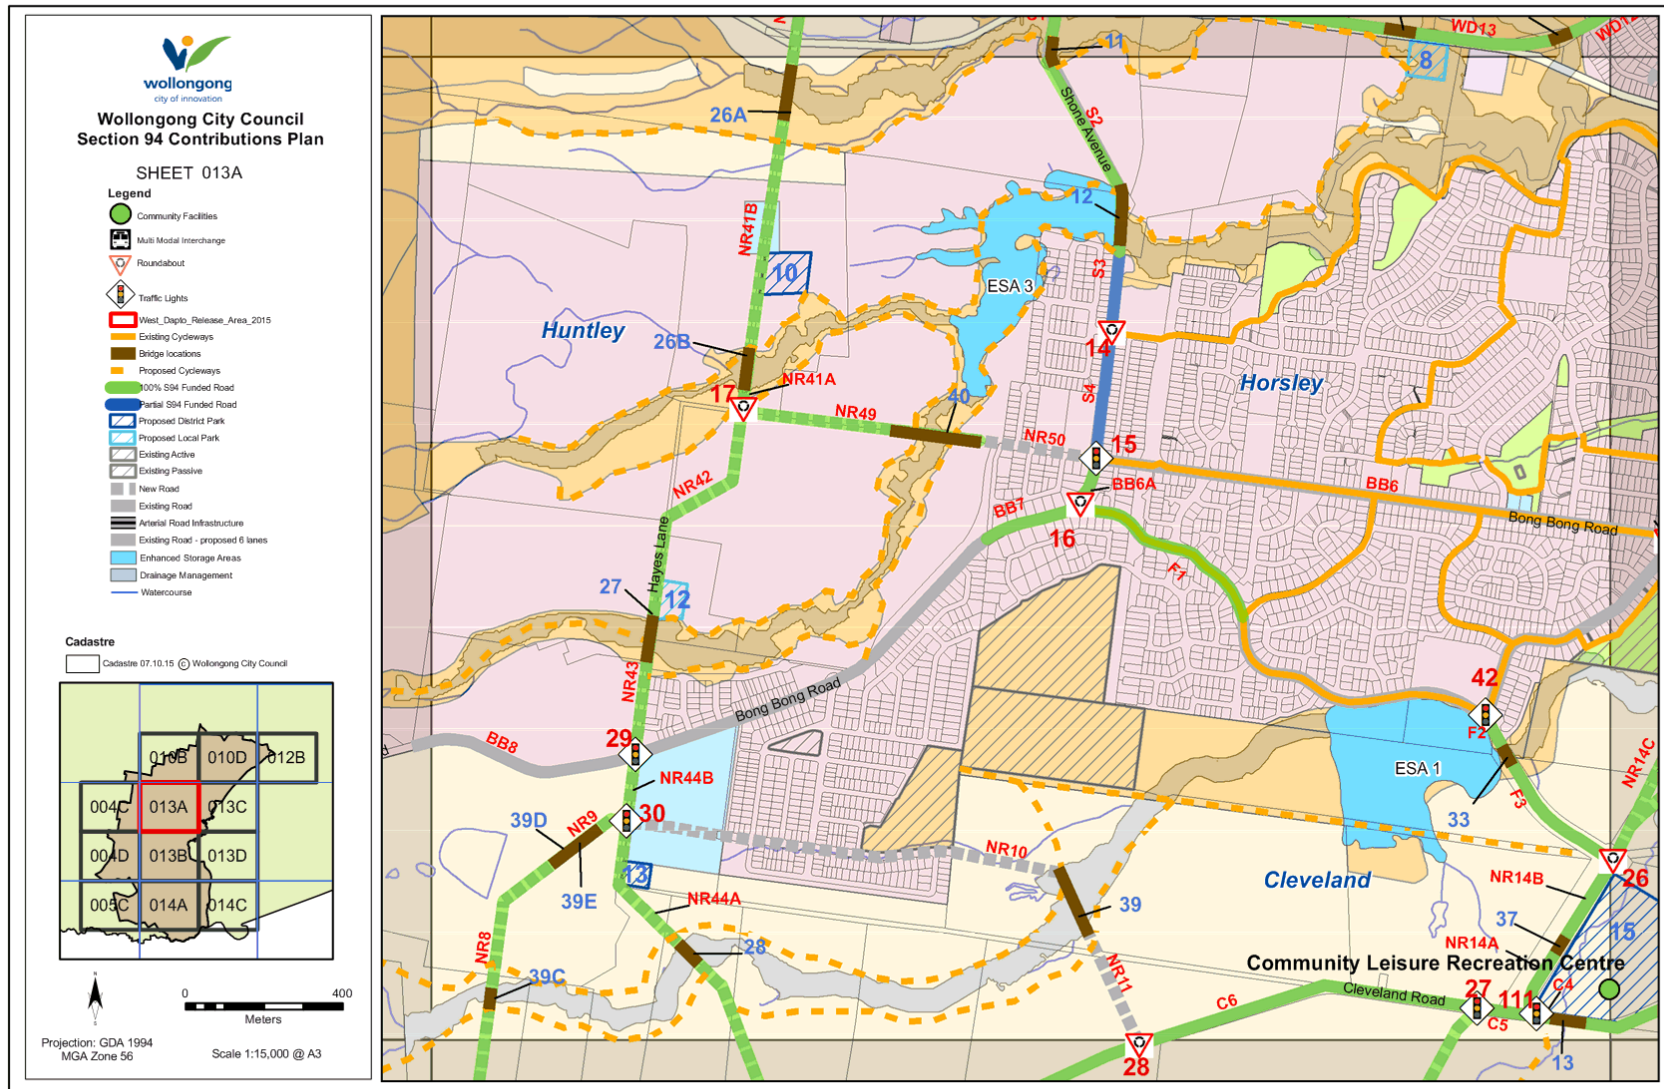 wollongong
city of innovation
Wollongong City Council
Section 94 Contributions Plan
SHEET 013A
Legend
Community Facilities
Multi Modal Interchange
Roundabout
Traffic Lights
West_Dapto_Release_Area_2015
Existing Cycleways
Bridge locations
Proposed Cycleways
100% S94 Funded Road
Partial S94 Funded Road
Proposed District Park
Proposed Local Park
Existing Active
Existing Passive
New Road
Existing Road
Arterial Road Infrastructure
Existing Road - proposed 6 lanes
Enhanced Storage Areas
Drainage Management
Watercourse
Cadastre
Cadastre 07.10.15 © Wollongong City Council
010B 010D 012B
004C 013A 013C
004D 013B 013D
005C 014A 014C
N
S
0 400
Meters
Projection: GDA 1994
MGA Zone 56
Scale 1:15,000 @ A3
WD13
WD12
11
8
26A
Shone Avenue
S2
12
NR41B
10
S3
ESA 3
Huntley
26B
14
Horsley
NR41A
17
S4
40
NR49
NR50
15
NR42
BB6A
BB6
BB7
Bong Bong Road
16
Hayes Lane
F1
27
12
NR43
42
Bong Bong Road
29
BB8
F2
NR14C
NR44B
ESA 1
F3
30
33
39D
NR9
NR10
13
26
Cleveland
NR14B
39E
NR44A
39
37
15
NR8
28
NR14A
Community Leisure Recreation Centre
39C
NR11
C6
Cleveland Road
27
111
C4
C5
28
13